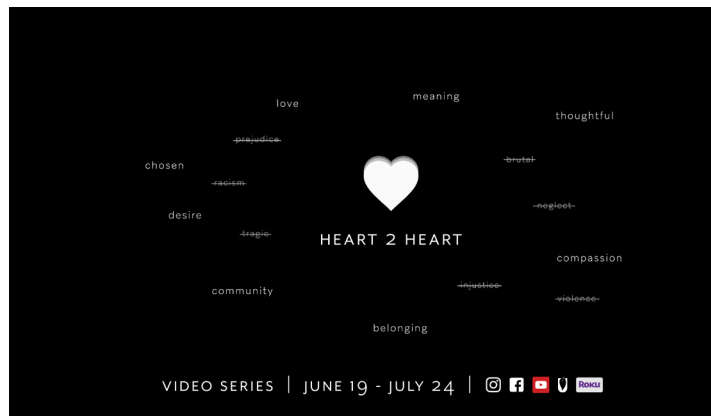 love
meaning
thoughtful
prejudice
brutal
chosen
racism
neglect
desire
tragic
HEART 2 HEART
compassion
community
injustice
violence
belonging
VIDEO SERIES | JUNE 19 - JULY 24 |
ROKU